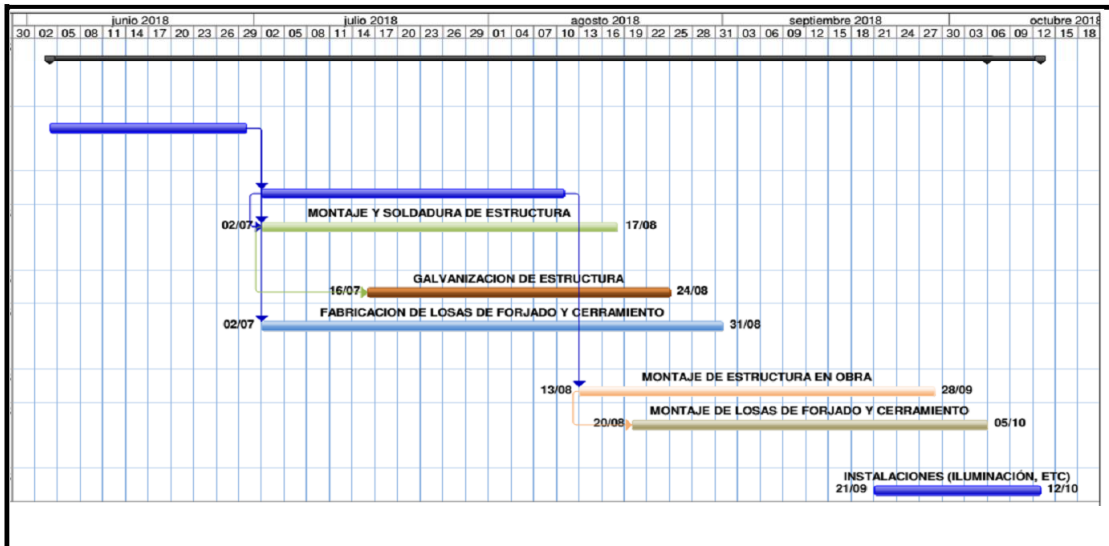 junio 2018 julio 2018 agosto 2018 septiembre 2018 octubre 2018
30 02 05 08 11 14 17 20 23 26 29 02 05 08 11 14 17 20 23 26 29 01 04 07 10 13 16 19 22 25 28 31 03 06 09 12 15 18 21 24 27 30 03 06 09 12 15 18
MONTAJE Y SOLDADURA DE ESTRUCTURA
02/07 17/08
GALVANIZACION DE ESTRUCTURA
16/07 24/08
FABRICACION DE LOSAS DE FORJADO Y CERRAMIENTO
02/07 31/08
MONTAJE DE ESTRUCTURA EN OBRA
13/08 28/09
MONTAJE DE LOSAS DE FORJADO Y CERRAMIENTO
20/08 05/10
INSTALACIONES (ILUMINACIÓN, ETC)
21/09 12/10